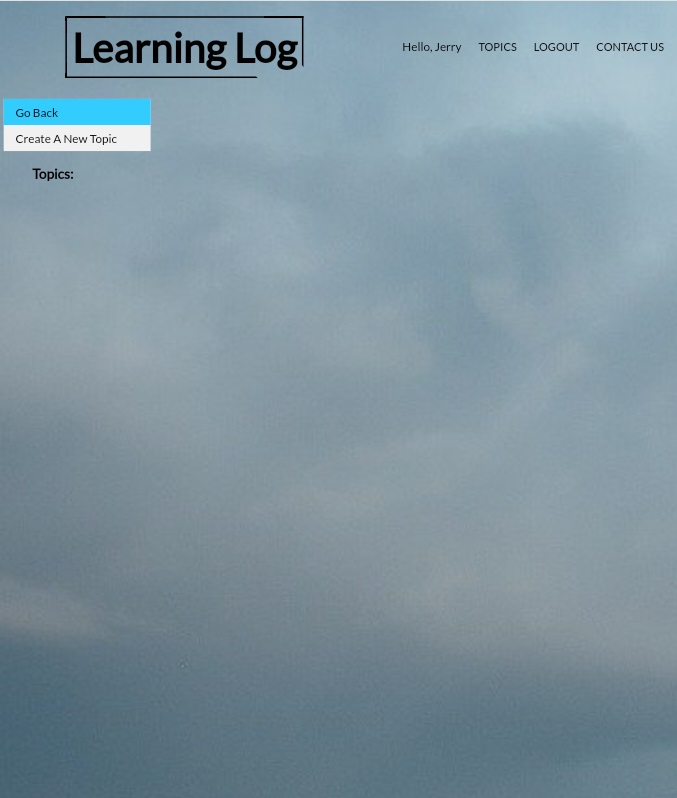 Learning Log
Hello, Jerry TOPICS LOGOUT CONTACT US
Go Back
Create A New Topic
Topics: